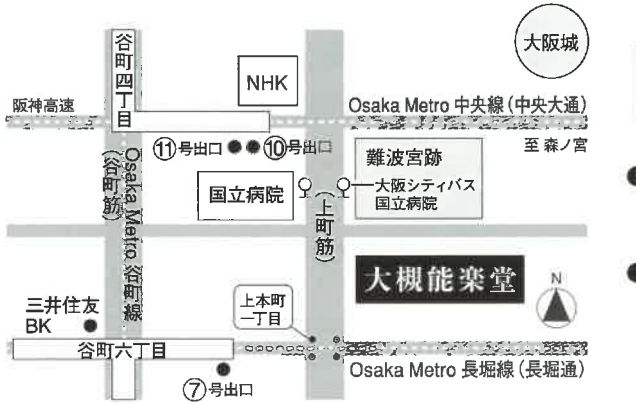 大阪城
谷町四丁目
NHK
阪神高速
Osaka Metro 中央線(中央大通)
⑪号出口
⑩号出口
至 森ノ宮
難波宮跡
国立病院
大阪シティバス
国立病院
(谷町筋)
Osaka Metro 谷町線
(上町筋)
大槻能楽堂
N
三井住友
BK
上本町
一丁目
谷町六丁目
⑦号出口
Osaka Metro 長堀線(長堀通)